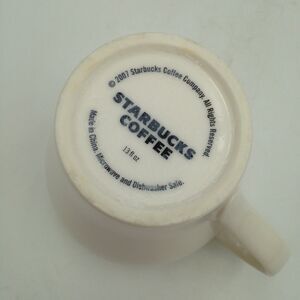 © 2007 Starbucks Coffee Company. All Rights Reserved.
STARBUCKS
COFFEE
13 fl oz
Made in China. Microwave and Dishwasher Safe.